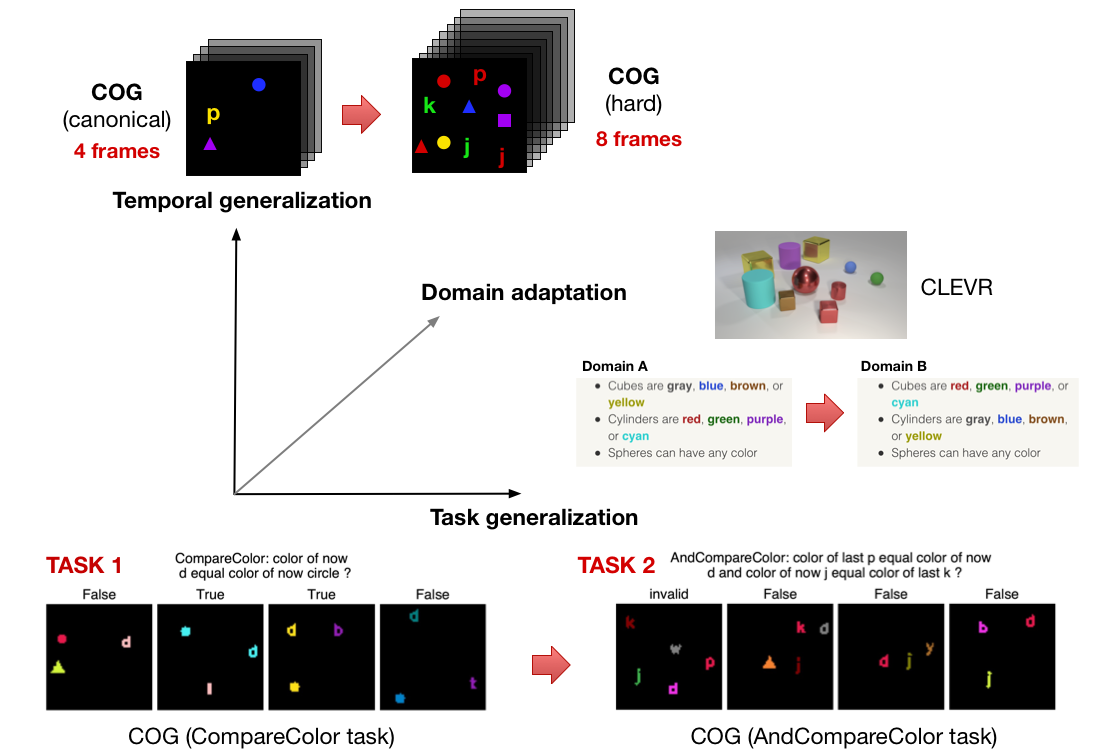 COG
(canonical)
4 frames
p
p
k
j
j
COG
(hard)
8 frames
Temporal generalization
Domain adaptation
CLEVR
Domain A
• Cubes are gray, blue, brown, or
yellow
• Cylinders are red, green, purple,
or cyan
• Spheres can have any color
Domain B
• Cubes are red, green, purple, or
cyan
• Cylinders are gray, blue, brown,
or yellow
• Spheres can have any color
Task generalization
TASK 1
CompareColor: color of now
d equal color of now circle ?
False
True
True
False
d
d
l
d
b
d
t
COG (CompareColor task)
TASK 2
AndCompareColor: color of last p equal color of now
d and color of now j equal color of last k ?
invalid
False
False
False
k
w
p
j
d
k
d
j
y
d
j
b
d
j
COG (AndCompareColor task)